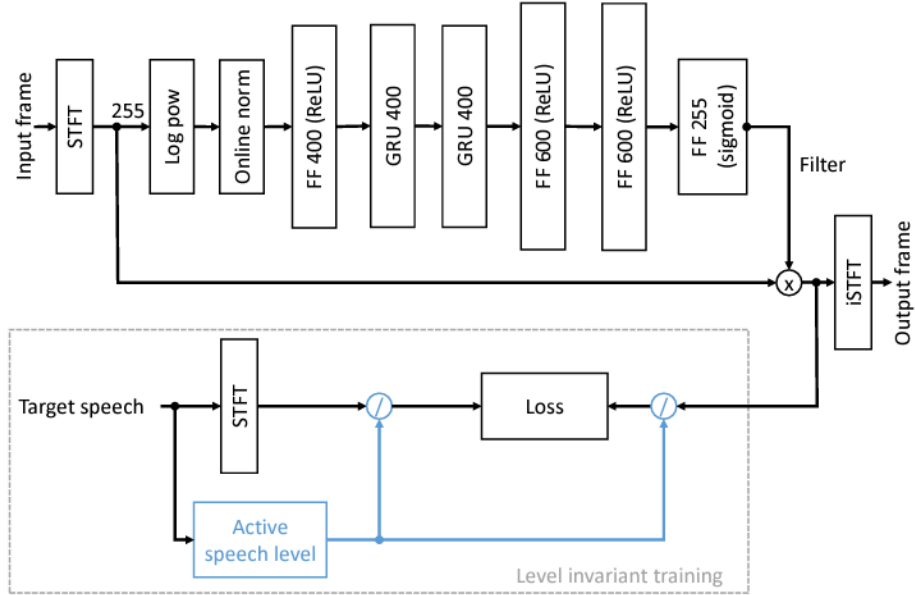 Input frame
STFT
255
Log pow
Online norm
FF 400 (ReLU)
GRU 400
GRU 400
FF 600 (ReLU)
FF 600 (ReLU)
FF 255
(sigmoid)
Filter
x
iSTFT
Output frame
Target speech
STFT
/
Loss
/
Active
speech level
Level invariant training